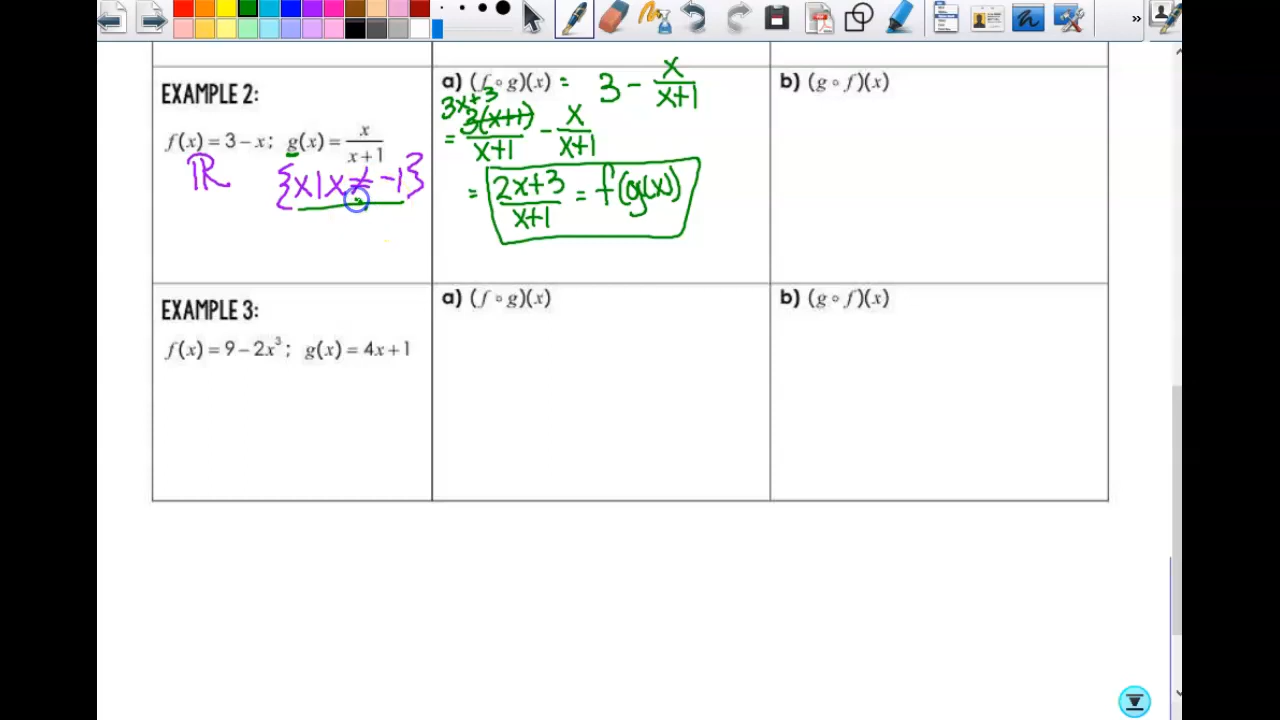 EXAMPLE 2:
f(x) = 3 – x; g(x) = x/(x + 1)
ℝ {x|x ≠ -1}
a) (f ∘ g)(x) = 3 - x/(x+1)
3x+3
= 3(x+1)/(x+1) - x/(x+1)
= (2x+3)/(x+1) = f(g(x))
b) (g ∘ f)(x)
EXAMPLE 3:
f(x) = 9 – 2x³; g(x) = 4x + 1
a) (f ∘ g)(x)
b) (g ∘ f)(x)